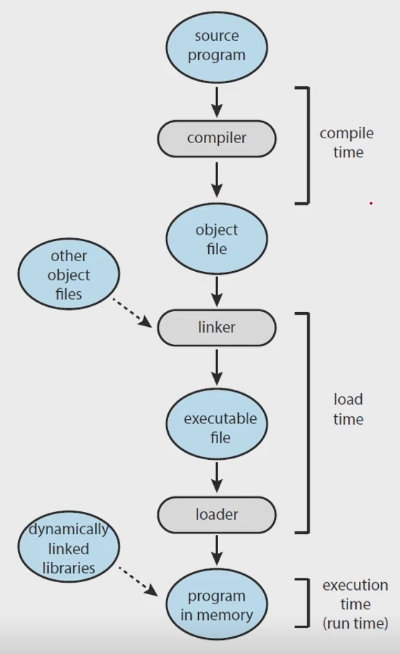 source
program
compiler
compile
time
object
file
other
object
files
linker
executable
file
load
time
loader
dynamically
linked
libraries
program
in memory
execution
time
(run time)